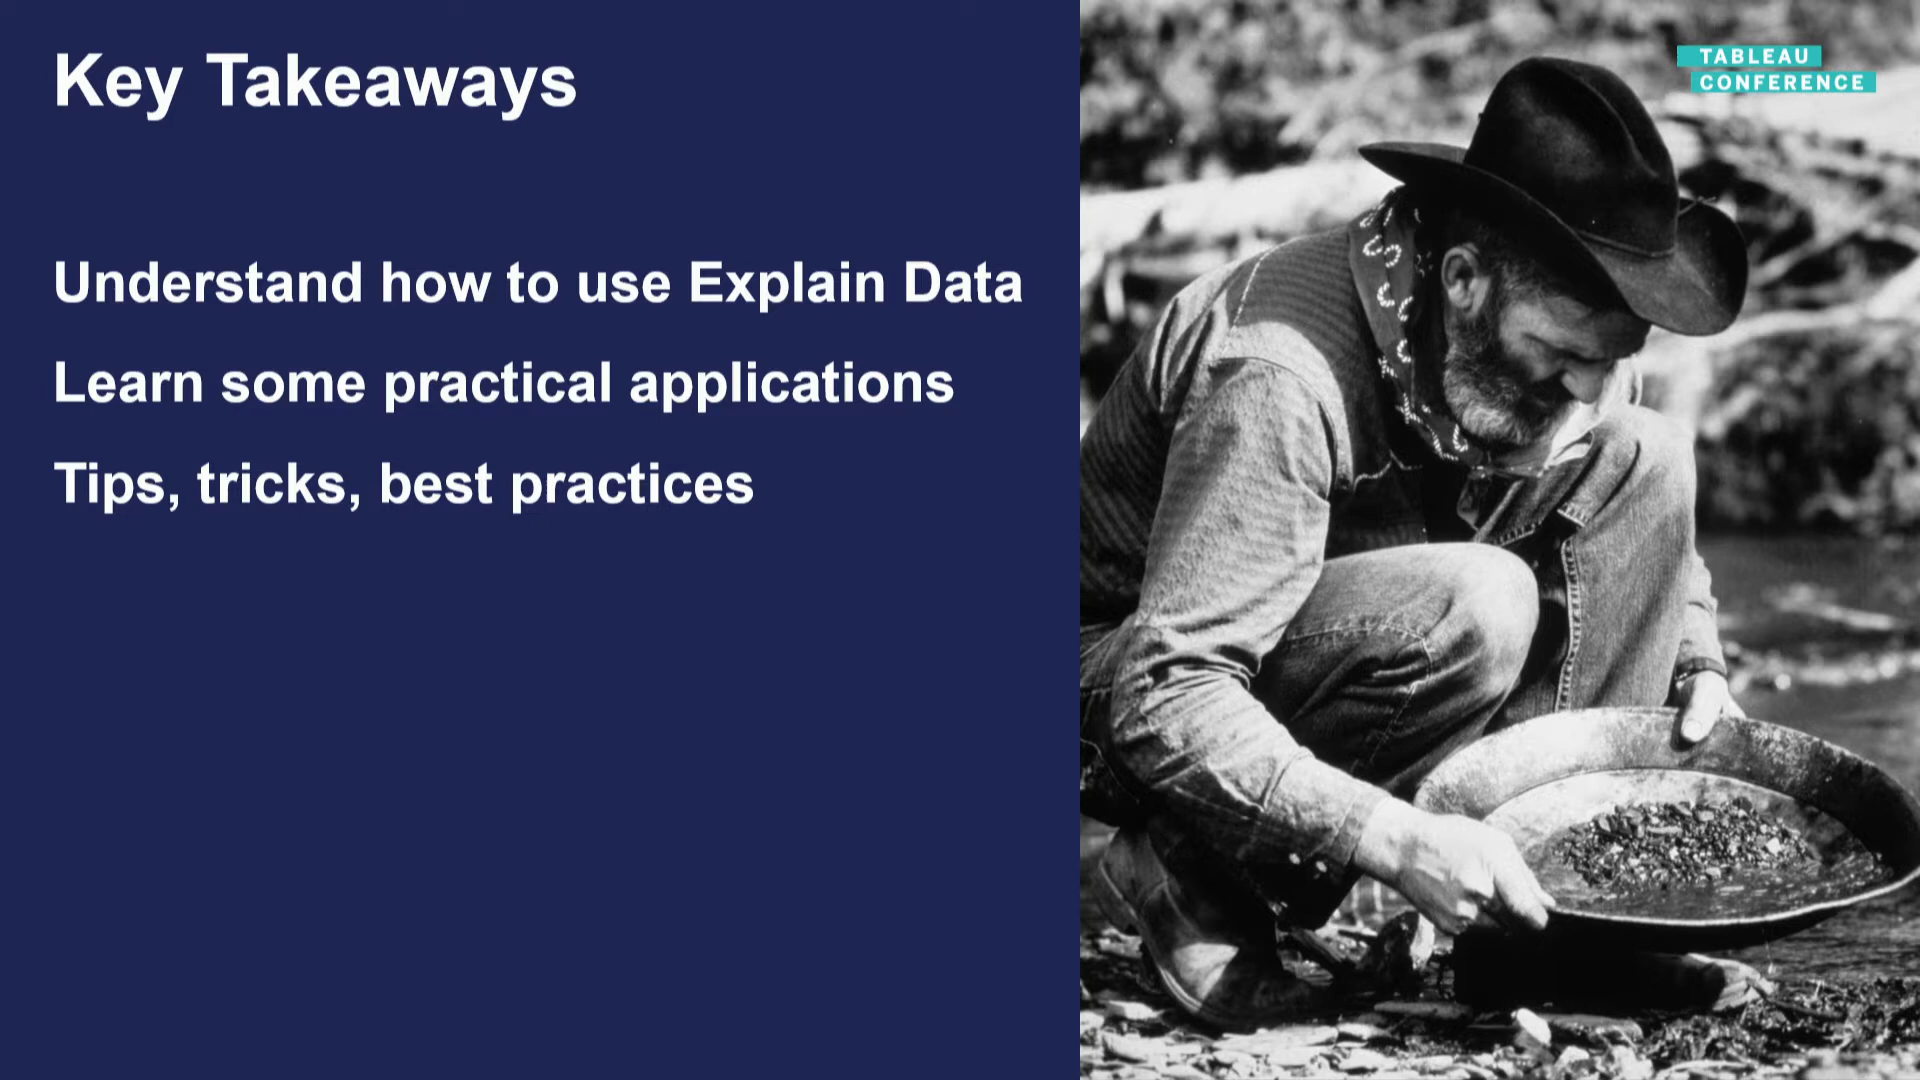 Key Takeaways
TABLEAU
CONFERENCE
Understand how to use Explain Data
Learn some practical applications
Tips, tricks, best practices